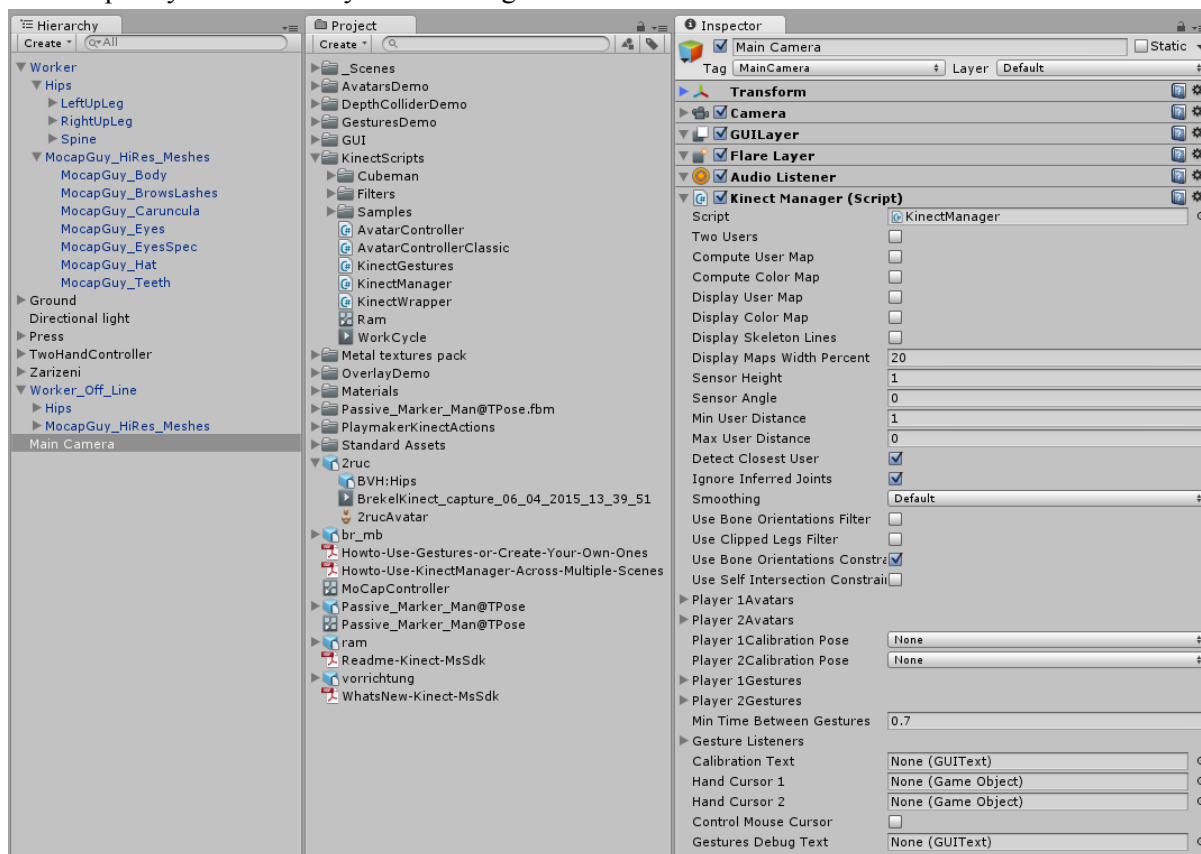 Hierarchy
Create
All
Worker
Hips
LeftUpLeg
RightUpLeg
Spine
MocapGuy_HiRes_Meshes
MocapGuy_Body
MocapGuy_BrowsLashes
MocapGuy_Caruncula
MocapGuy_Eyes
MocapGuy_EyesSpec
MocapGuy_Hat
MocapGuy_Teeth
Ground
Directional light
Press
TwoHandController
Zarizeni
Worker_Off_Line
Hips
MocapGuy_HiRes_Meshes
Main Camera
Project
Create
_Scenes
AvatarsDemo
DepthColliderDemo
GesturesDemo
GUI
KinectScripts
Cubeman
Filters
Samples
AvatarController
AvatarControllerClassic
KinectGestures
KinectManager
KinectWrapper
Ram
WorkCycle
Metal textures pack
OverlayDemo
Materials
Passive_Marker_Man@TPose.fbm
PlaymakerKinectActions
Standard Assets
2ruc
BVH:Hips
BrekelKinect_capture_06_04_2015_13_39_51
2rucAvatar
br_mb
Howto-Use-Gestures-or-Create-Your-Own-Ones
Howto-Use-KinectManager-Across-Multiple-Scenes
MoCapController
Passive_Marker_Man@TPose
Passive_Marker_Man@TPose
ram
Readme-Kinect-MsSdk
vorrichtung
WhatsNew-Kinect-MsSdk
Inspector
Main Camera Static
Tag MainCamera Layer Default
Transform
Camera
GUILayer
Flare Layer
Audio Listener
Kinect Manager (Script)
Script KinectManager
Two Users
Compute User Map
Compute Color Map
Display User Map
Display Color Map
Display Skeleton Lines
Display Maps Width Percent 20
Sensor Height 1
Sensor Angle 0
Min User Distance 1
Max User Distance 0
Detect Closest User
Ignore Inferred Joints
Smoothing Default
Use Bone Orientations Filter
Use Clipped Legs Filter
Use Bone Orientations Constra
Use Self Intersection Constrain
Player 1Avatars
Player 2Avatars
Player 1Calibration Pose None
Player 2Calibration Pose None
Player 1Gestures
Player 2Gestures
Min Time Between Gestures 0.7
Gesture Listeners
Calibration Text None (GUIText)
Hand Cursor 1 None (Game Object)
Hand Cursor 2 None (Game Object)
Control Mouse Cursor
Gestures Debug Text None (GUIText)